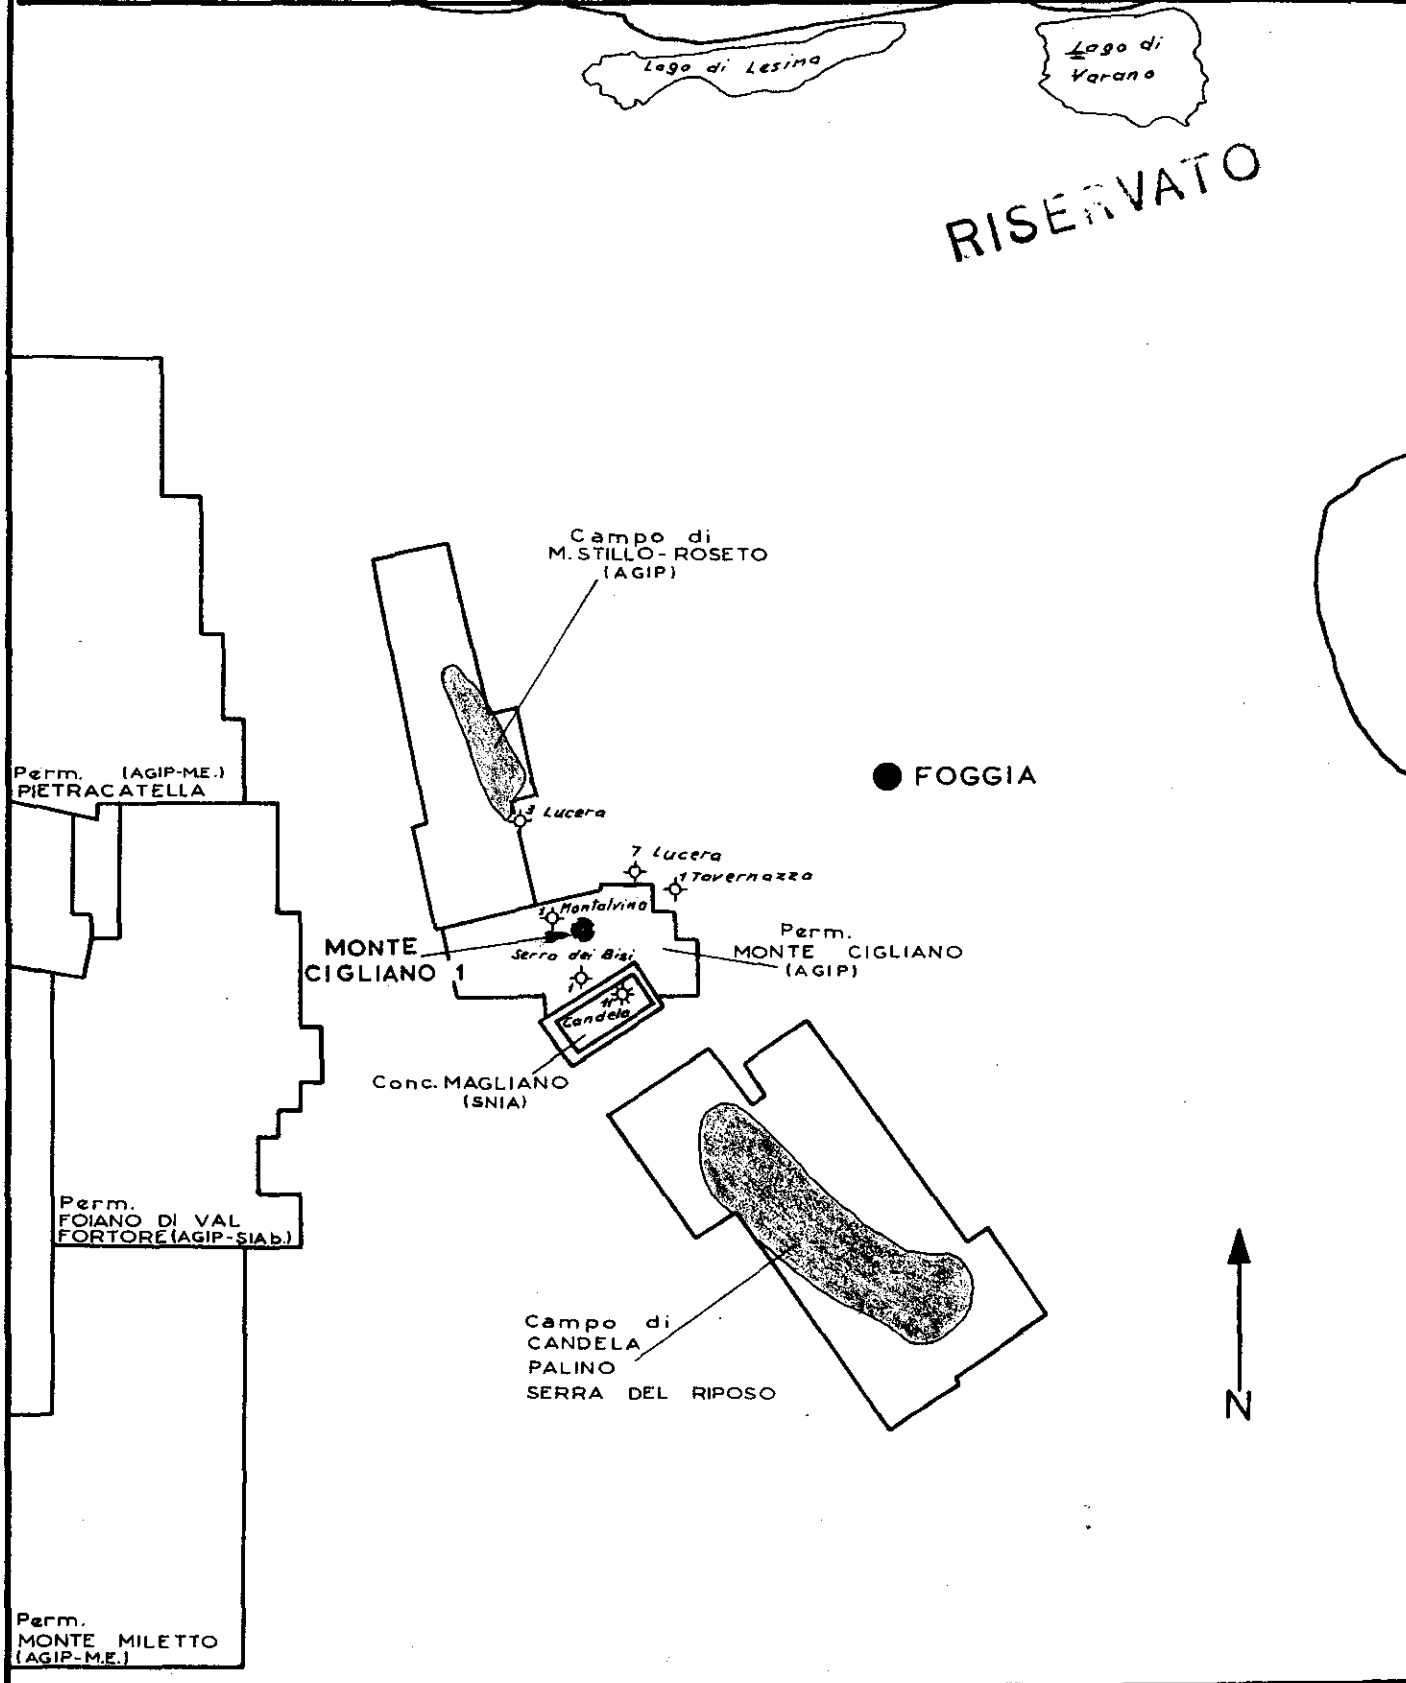 Lago di Lesina
Lago di
Varano
RISERVATO
Campo di
M. STILLO - ROSETO
(AGIP)
Perm. (AGIP-M.E.)
PIETRACATELLA
FOGGIA
3 Lucera
7 Lucera
1 Tavernazza
Montalvino
MONTE
CIGLIANO 1
Serra dei Bisi
1
Perm.
MONTE CIGLIANO
(AGIP)
11
Candela
Conc. MAGLIANO
(SNIA)
Perm.
FOIANO DI VAL
FORTORE (AGIP-SIAb.)
Campo di
CANDELA
PALINO
SERRA DEL RIPOSO
N
Perm.
MONTE MILETTO
(AGIP-M.E.)